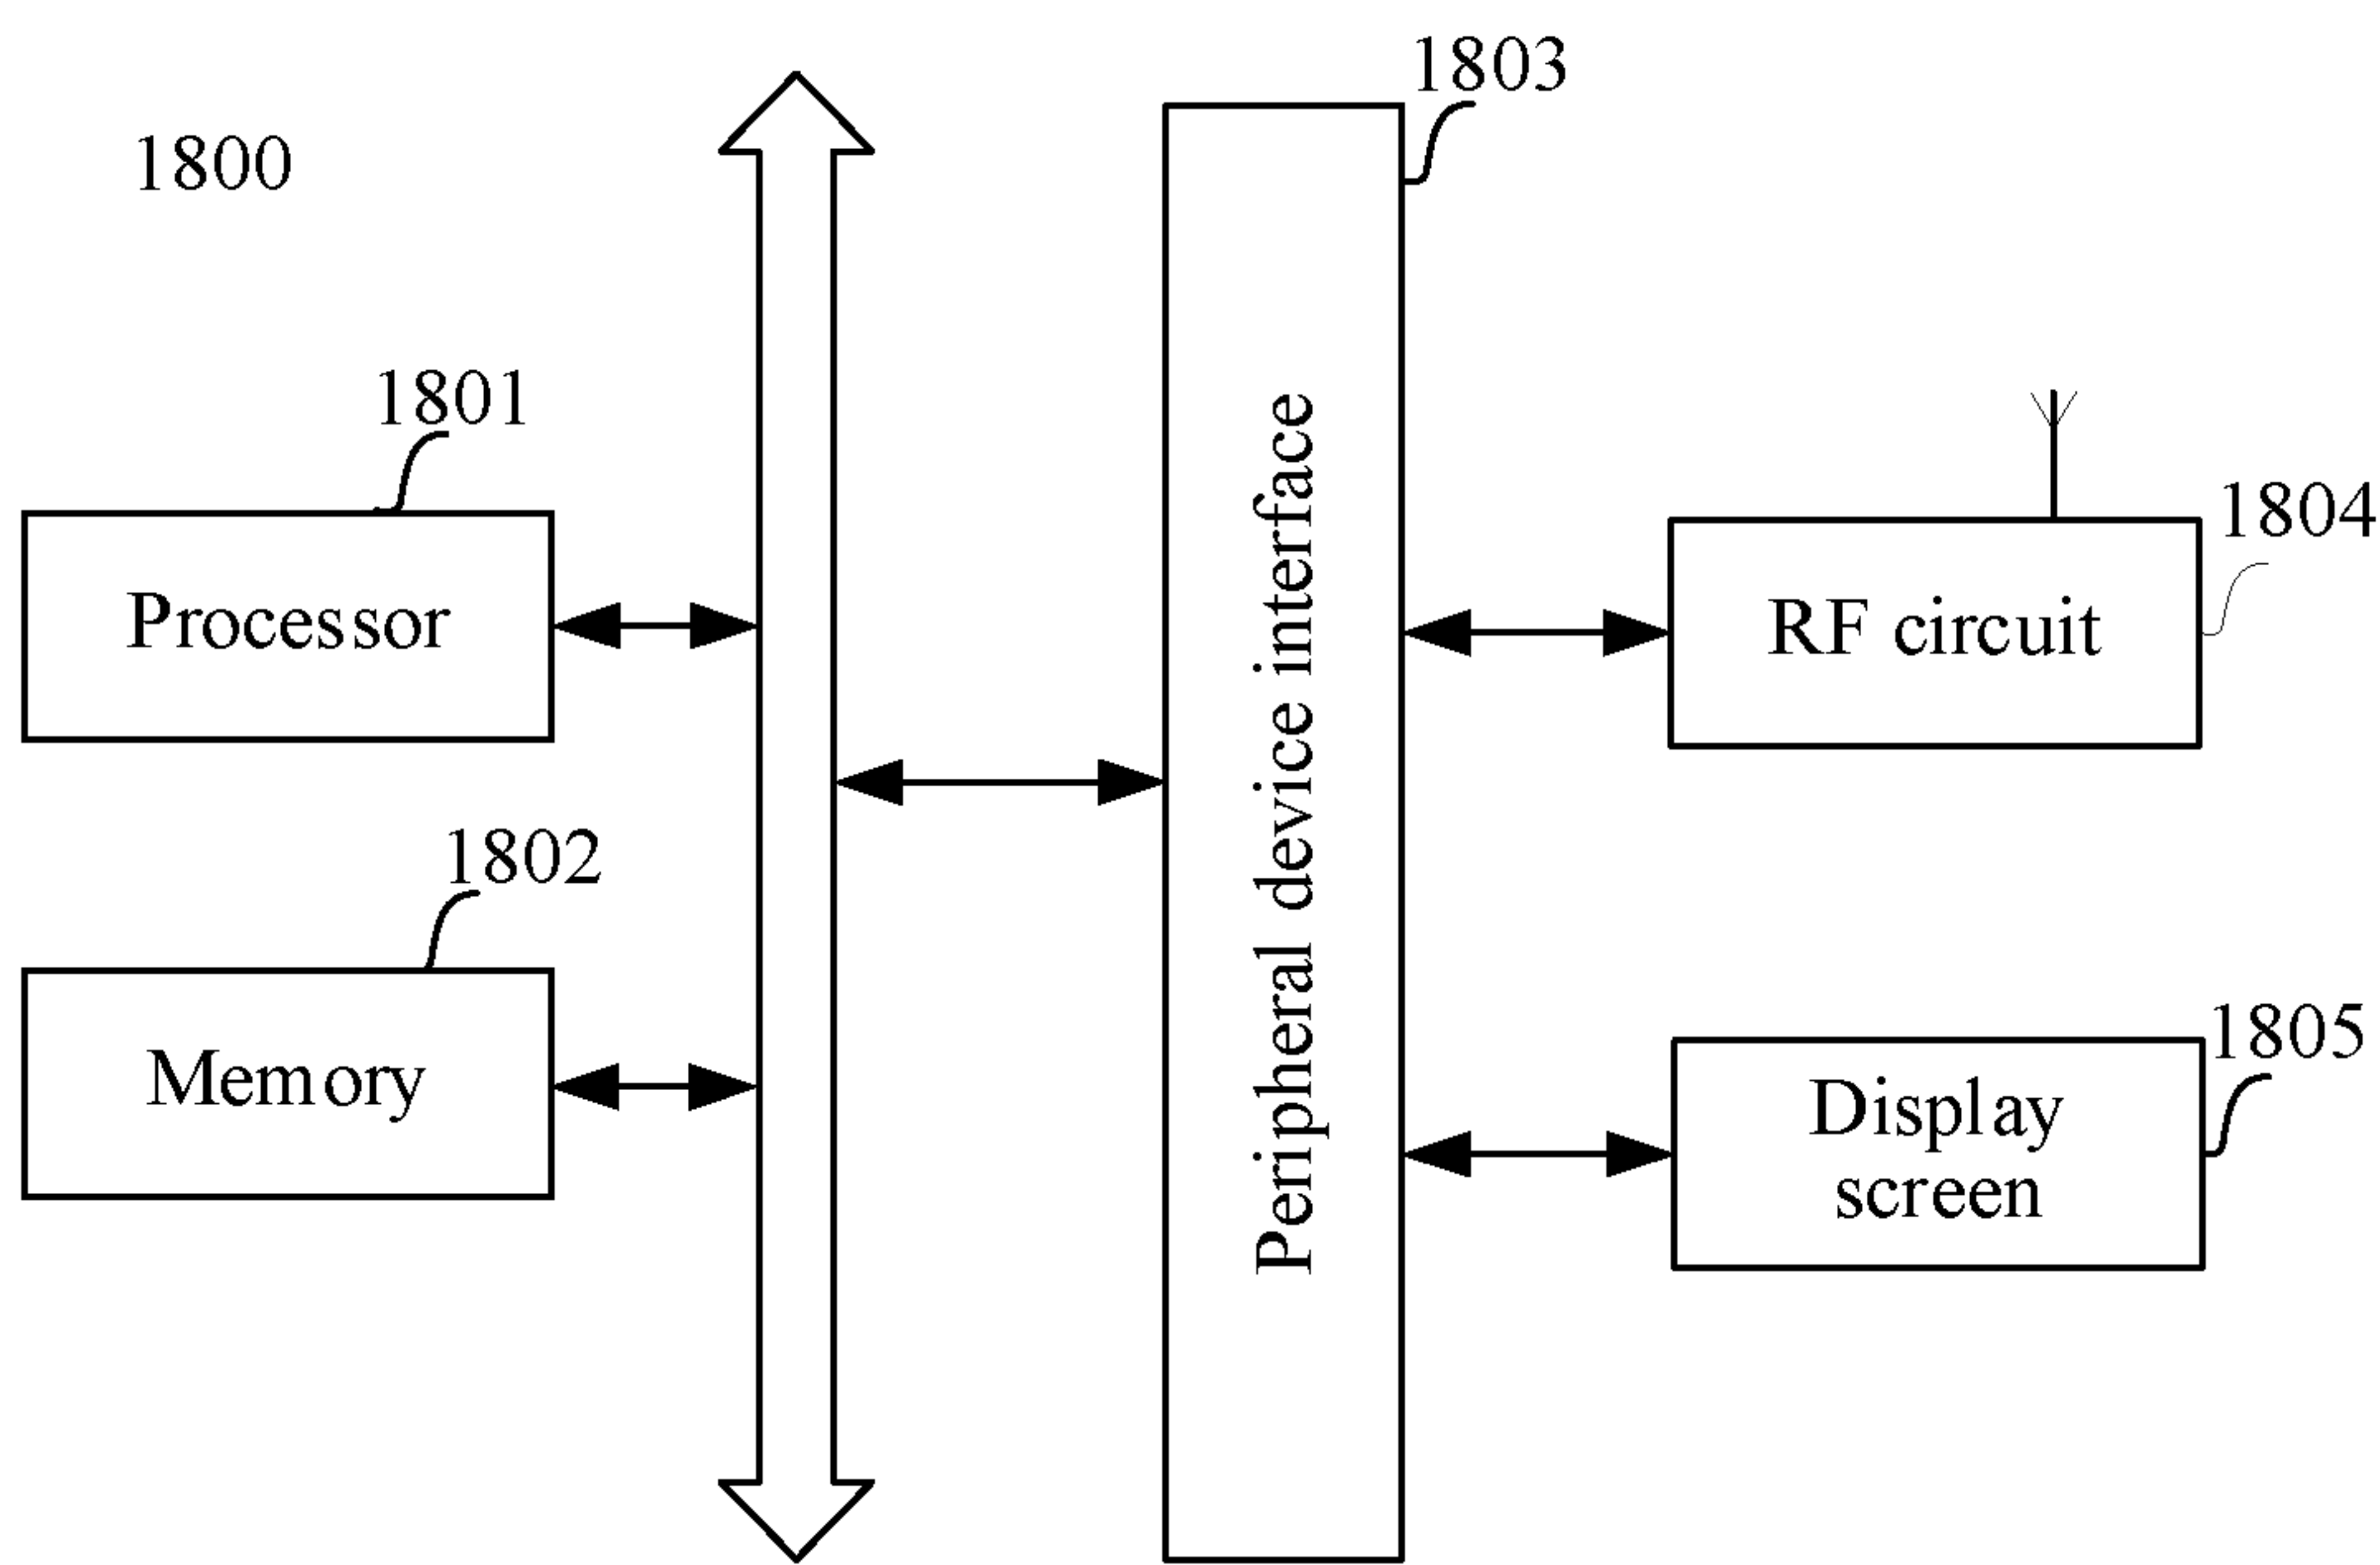 1800
1801
Processor
1802
Memory
1803
Peripheral device interface
1804
RF circuit
1805
Display
screen